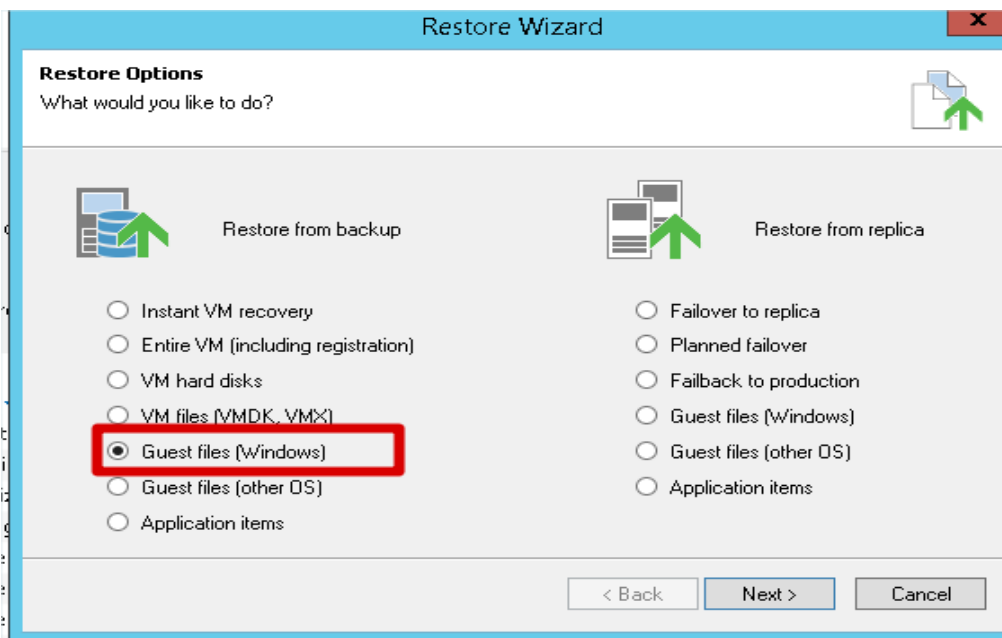 Restore Wizard
x
Restore Options
What would you like to do?
Restore from backup
Instant VM recovery
Entire VM (including registration)
VM hard disks
VM files (VMDK, VMX)
Guest files (Windows)
Guest files (other OS)
Application items
Restore from replica
Failover to replica
Planned failover
Failback to production
Guest files (Windows)
Guest files (other OS)
Application items
< Back
Next >
Cancel